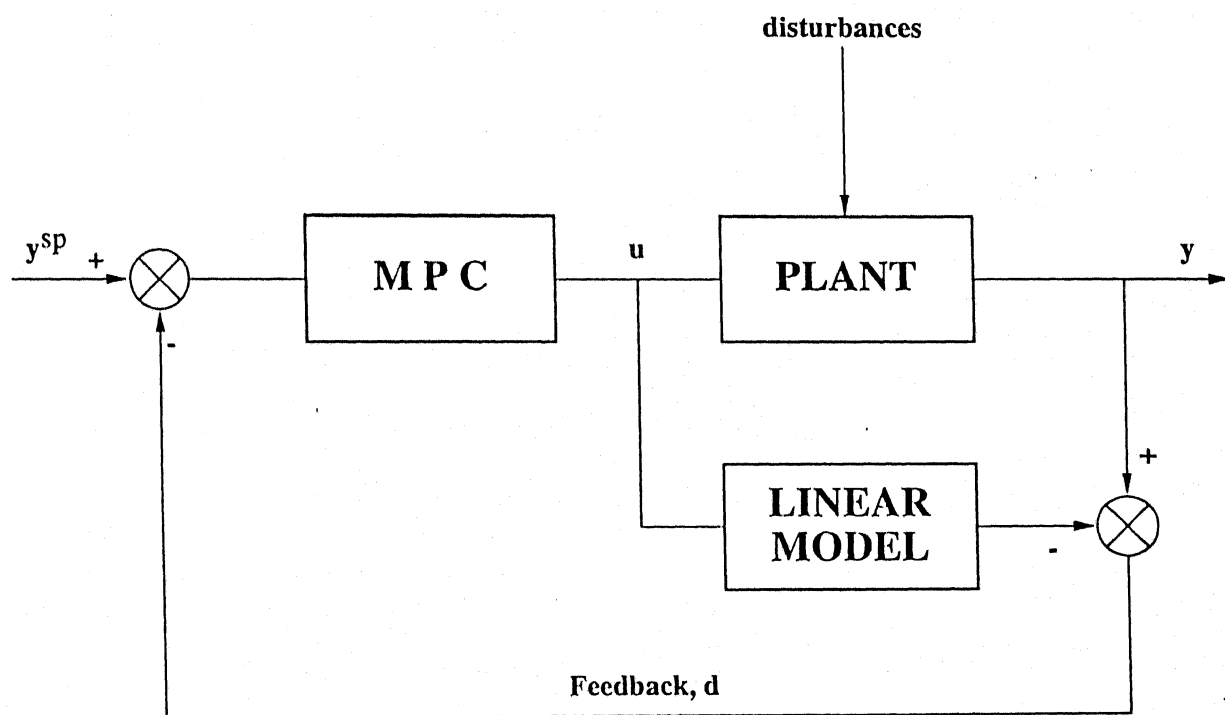 disturbances
y^sp +
M P C
u
PLANT
y
-
+
LINEAR
MODEL
-
Feedback, d